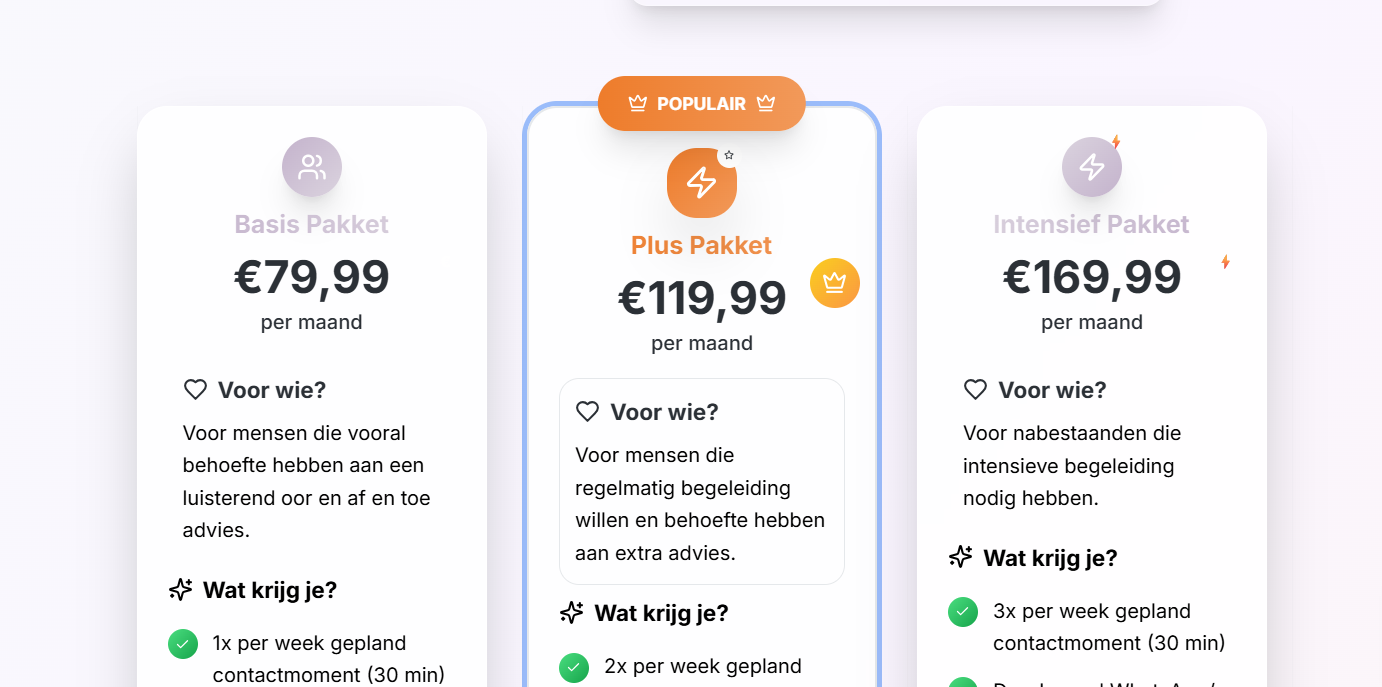 POPULAIR
Basis Pakket
€79,99
per maand
Voor wie?
Voor mensen die vooral
behoefte hebben aan een
luisterend oor en af en toe
advies.
Wat krijg je?
1x per week gepland
contactmoment (30 min)
Plus Pakket
€119,99
per maand
Voor wie?
Voor mensen die
regelmatig begeleiding
willen en behoefte hebben
aan extra advies.
Wat krijg je?
2x per week gepland
Intensief Pakket
€169,99
per maand
Voor wie?
Voor nabestaanden die
intensieve begeleiding
nodig hebben.
Wat krijg je?
3x per week gepland
contactmoment (30 min)